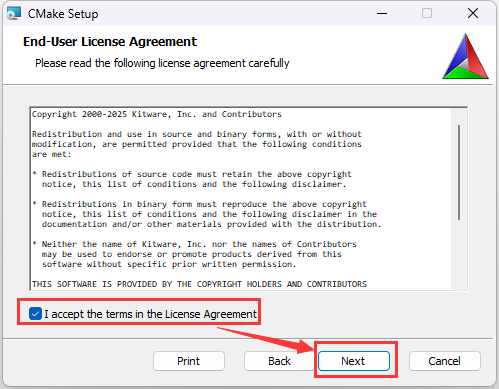 CMake Setup
End-User License Agreement
Please read the following license agreement carefully
Copyright 2000-2025 Kitware, Inc. and Contributors
Redistribution and use in source and binary forms, with or without
modification, are permitted provided that the following conditions
are met:
* Redistributions of source code must retain the above copyright
notice, this list of conditions and the following disclaimer.
* Redistributions in binary form must reproduce the above copyright
notice, this list of conditions and the following disclaimer in the
documentation and/or other materials provided with the distribution.
* Neither the name of Kitware, Inc. nor the names of Contributors
may be used to endorse or promote products derived from this
software without specific prior written permission.
THIS SOFTWARE IS PROVIDED BY THE COPYRIGHT HOLDERS AND CONTRIBUTORS
I accept the terms in the License Agreement
Print
Back
Next
Cancel